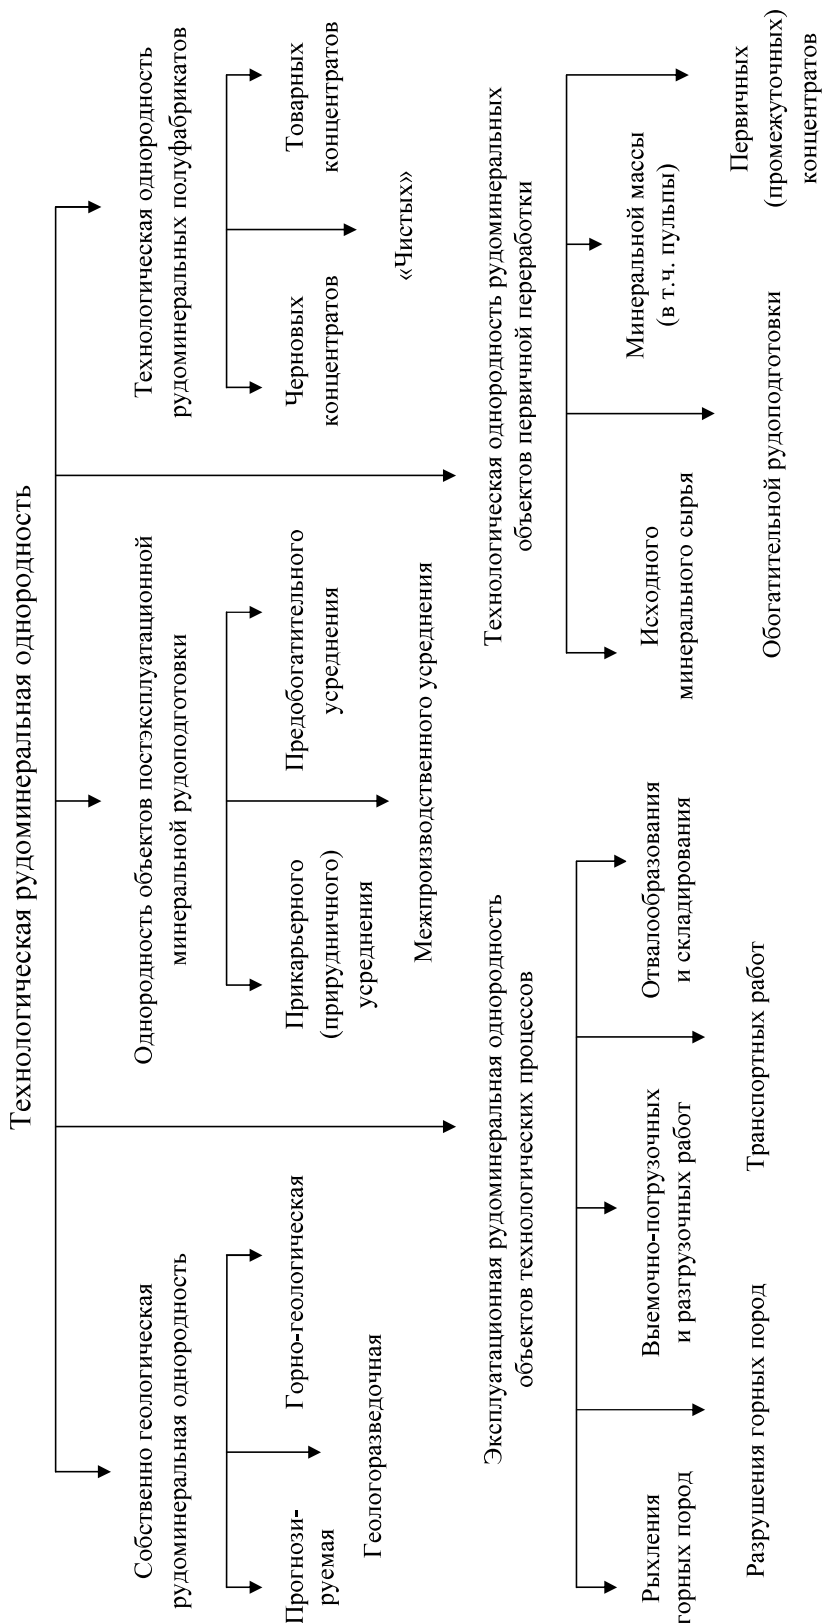 Технологическая рудоминеральная однородность
Собственно геологическая
рудоминеральная однородность
Прогнози-
руемая
Геологоразведочная
Горно-геологическая
Эксплуатационная рудоминеральная однородность
объектов технологических процессов
Рыхления
горных пород
Разрушения горных пород
Выемочно-погрузочных
и разгрузочных работ
Транспортных работ
Отвалообразования
и складирования
Однородность объектов постэксплуатационной
минеральной рудоподготовки
Прикарьерного
(прирудничного)
усреднения
Межпроизводственного усреднения
Предобогатительного
усреднения
Технологическая однородность рудоминеральных
объектов первичной переработки
Исходного
минерального сырья
Обогатительной рудоподготовки
Минеральной массы
(в т.ч. пульпы)
Первичных
(промежуточных)
концентратов
Технологическая однородность
рудоминеральных полуфабрикатов
Черновых
концентратов
«Чистых»
Товарных
концентратов